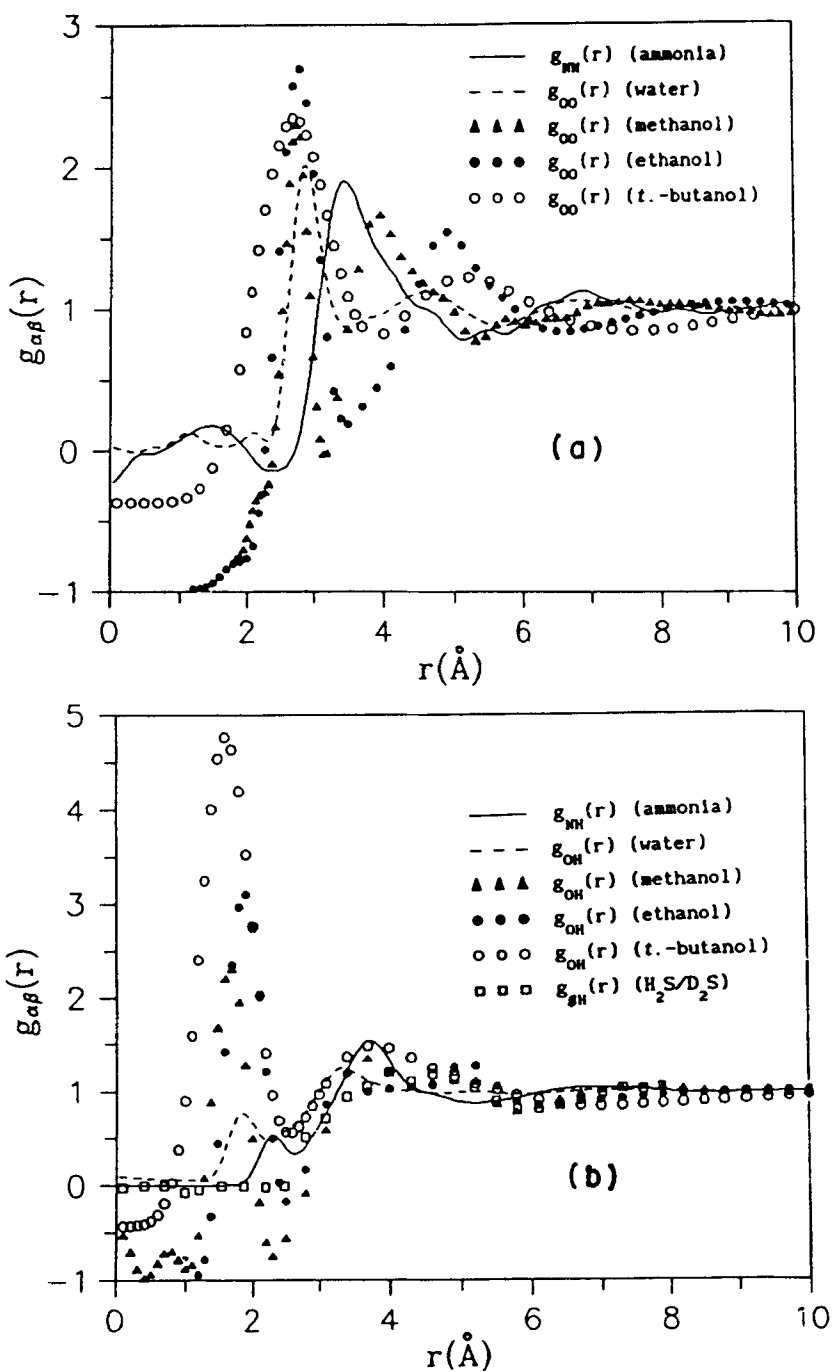 3
2
1
0
−1
g_αβ(r)
g_NN(r) (ammonia)
g_OO(r) (water)
g_OO(r) (methanol)
g_OO(r) (ethanol)
g_OO(r) (t.-butanol)
(a)
0 2 4 6 8 10
r(Å)
5
4
3
2
1
0
−1
g_αβ(r)
g_NH(r) (ammonia)
g_OH(r) (water)
g_OH(r) (methanol)
g_OH(r) (ethanol)
g_OH(r) (t.-butanol)
g_SH(r) (H₂S/D₂S)
(b)
0 2 4 6 8 10
r(Å)